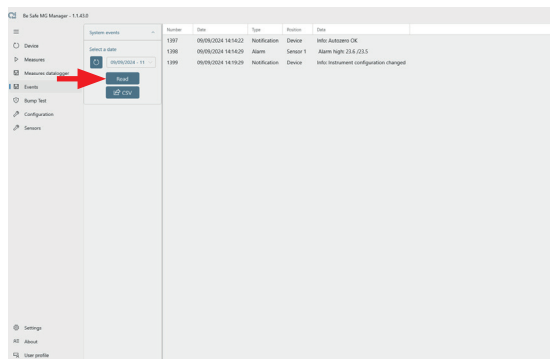 Be Safe MG Manager - 1.1.43.0
System events
Select a date
09/09/2024 - 11
Read
CSV
Device
Measures
Measures datalogger
Events
Bump Test
Configuration
Sensors
Settings
About
User profile
Number Date Type Position Data
1397 09/09/2024 14:14:22 Notification Device Info: Autozero OK
1398 09/09/2024 14:14:29 Alarm Sensor 1 Alarm high: 23.6 /23.5
1399 09/09/2024 14:19:29 Notification Device Info: Instrument configuration changed